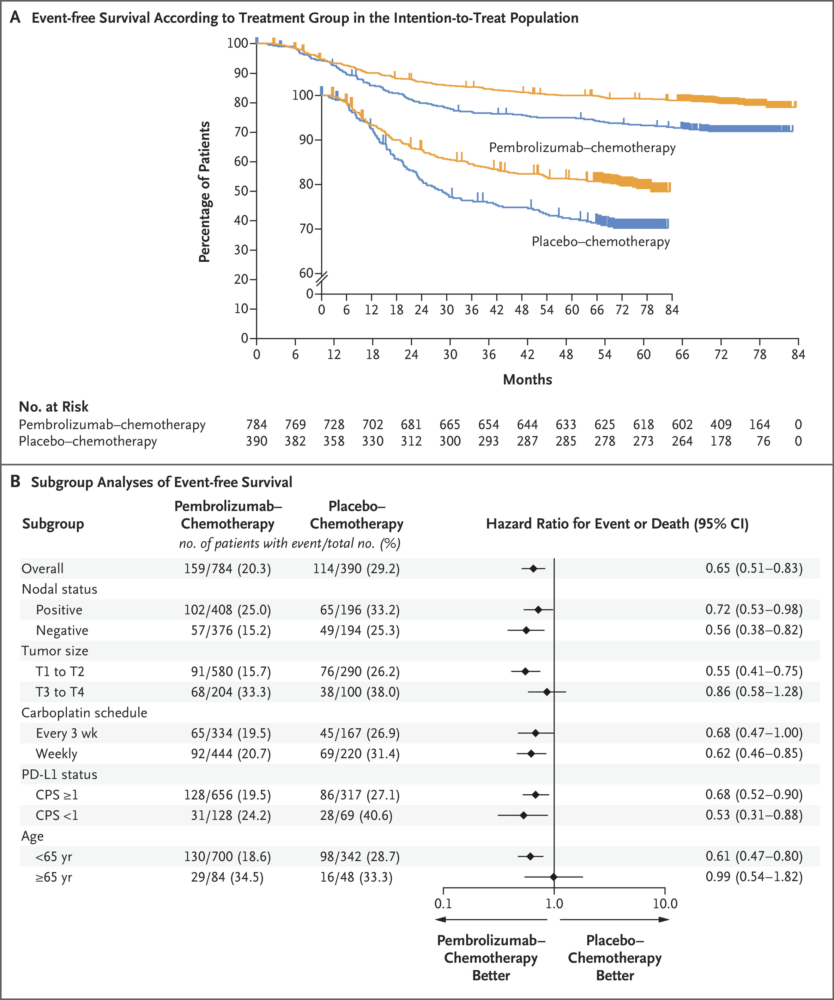 A Event-free Survival According to Treatment Group in the Intention-to-Treat Population
Percentage of Patients
100
90
80
70
60
50
40
30
20
10
0
100
90
80
70
60
0
Pembrolizumab–chemotherapy
Placebo–chemotherapy
0 6 12 18 24 30 36 42 48 54 60 66 72 78 84
0 6 12 18 24 30 36 42 48 54 60 66 72 78 84
Months
No. at Risk
Pembrolizumab–chemotherapy 784 769 728 702 681 665 654 644 633 625 618 602 409 164 0
Placebo–chemotherapy 390 382 358 330 312 300 293 287 285 278 273 264 178 76 0
B Subgroup Analyses of Event-free Survival
Subgroup
Pembrolizumab–
Chemotherapy
Placebo–
Chemotherapy
Hazard Ratio for Event or Death (95% CI)
no. of patients with event/total no. (%)
Overall 159/784 (20.3) 114/390 (29.2) 0.65 (0.51–0.83)
Nodal status
Positive 102/408 (25.0) 65/196 (33.2) 0.72 (0.53–0.98)
Negative 57/376 (15.2) 49/194 (25.3) 0.56 (0.38–0.82)
Tumor size
T1 to T2 91/580 (15.7) 76/290 (26.2) 0.55 (0.41–0.75)
T3 to T4 68/204 (33.3) 38/100 (38.0) 0.86 (0.58–1.28)
Carboplatin schedule
Every 3 wk 65/334 (19.5) 45/167 (26.9) 0.68 (0.47–1.00)
Weekly 92/444 (20.7) 69/220 (31.4) 0.62 (0.46–0.85)
PD-L1 status
CPS ≥1 128/656 (19.5) 86/317 (27.1) 0.68 (0.52–0.90)
CPS <1 31/128 (24.2) 28/69 (40.6) 0.53 (0.31–0.88)
Age
<65 yr 130/700 (18.6) 98/342 (28.7) 0.61 (0.47–0.80)
≥65 yr 29/84 (34.5) 16/48 (33.3) 0.99 (0.54–1.82)
0.1 1.0 10.0
Pembrolizumab–
Chemotherapy
Better
Placebo–
Chemotherapy
Better